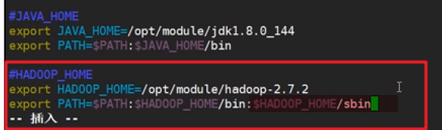 #JAVA_HOME
export JAVA_HOME=/opt/module/jdk1.8.0_144
export PATH=$PATH:$JAVA_HOME/bin
#HADOOP_HOME
export HADOOP_HOME=/opt/module/hadoop-2.7.2
export PATH=$PATH:$HADOOP_HOME/bin:$HADOOP_HOME/sbin
-- 插入 --